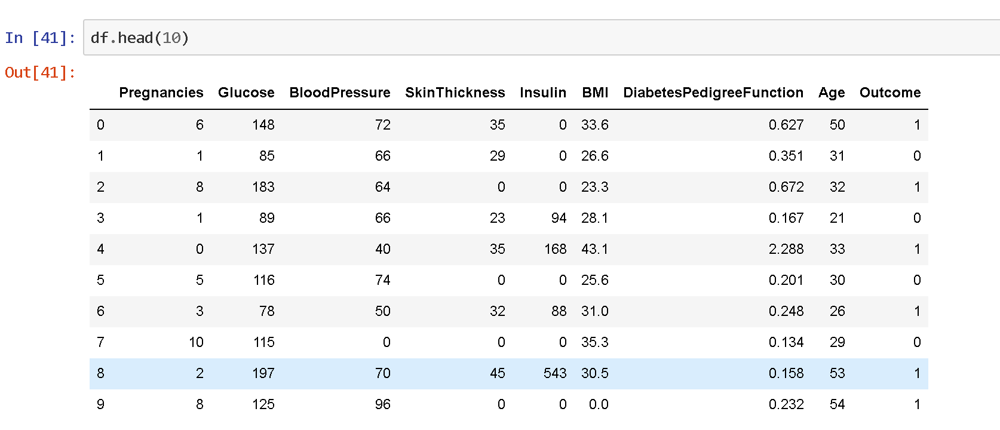 In [41]: df.head(10)
Out[41]:
Pregnancies Glucose BloodPressure SkinThickness Insulin BMI DiabetesPedigreeFunction Age Outcome
0 6 148 72 35 0 33.6 0.627 50 1
1 1 85 66 29 0 26.6 0.351 31 0
2 8 183 64 0 0 23.3 0.672 32 1
3 1 89 66 23 94 28.1 0.167 21 0
4 0 137 40 35 168 43.1 2.288 33 1
5 5 116 74 0 0 25.6 0.201 30 0
6 3 78 50 32 88 31.0 0.248 26 1
7 10 115 0 0 0 35.3 0.134 29 0
8 2 197 70 45 543 30.5 0.158 53 1
9 8 125 96 0 0 0.0 0.232 54 1